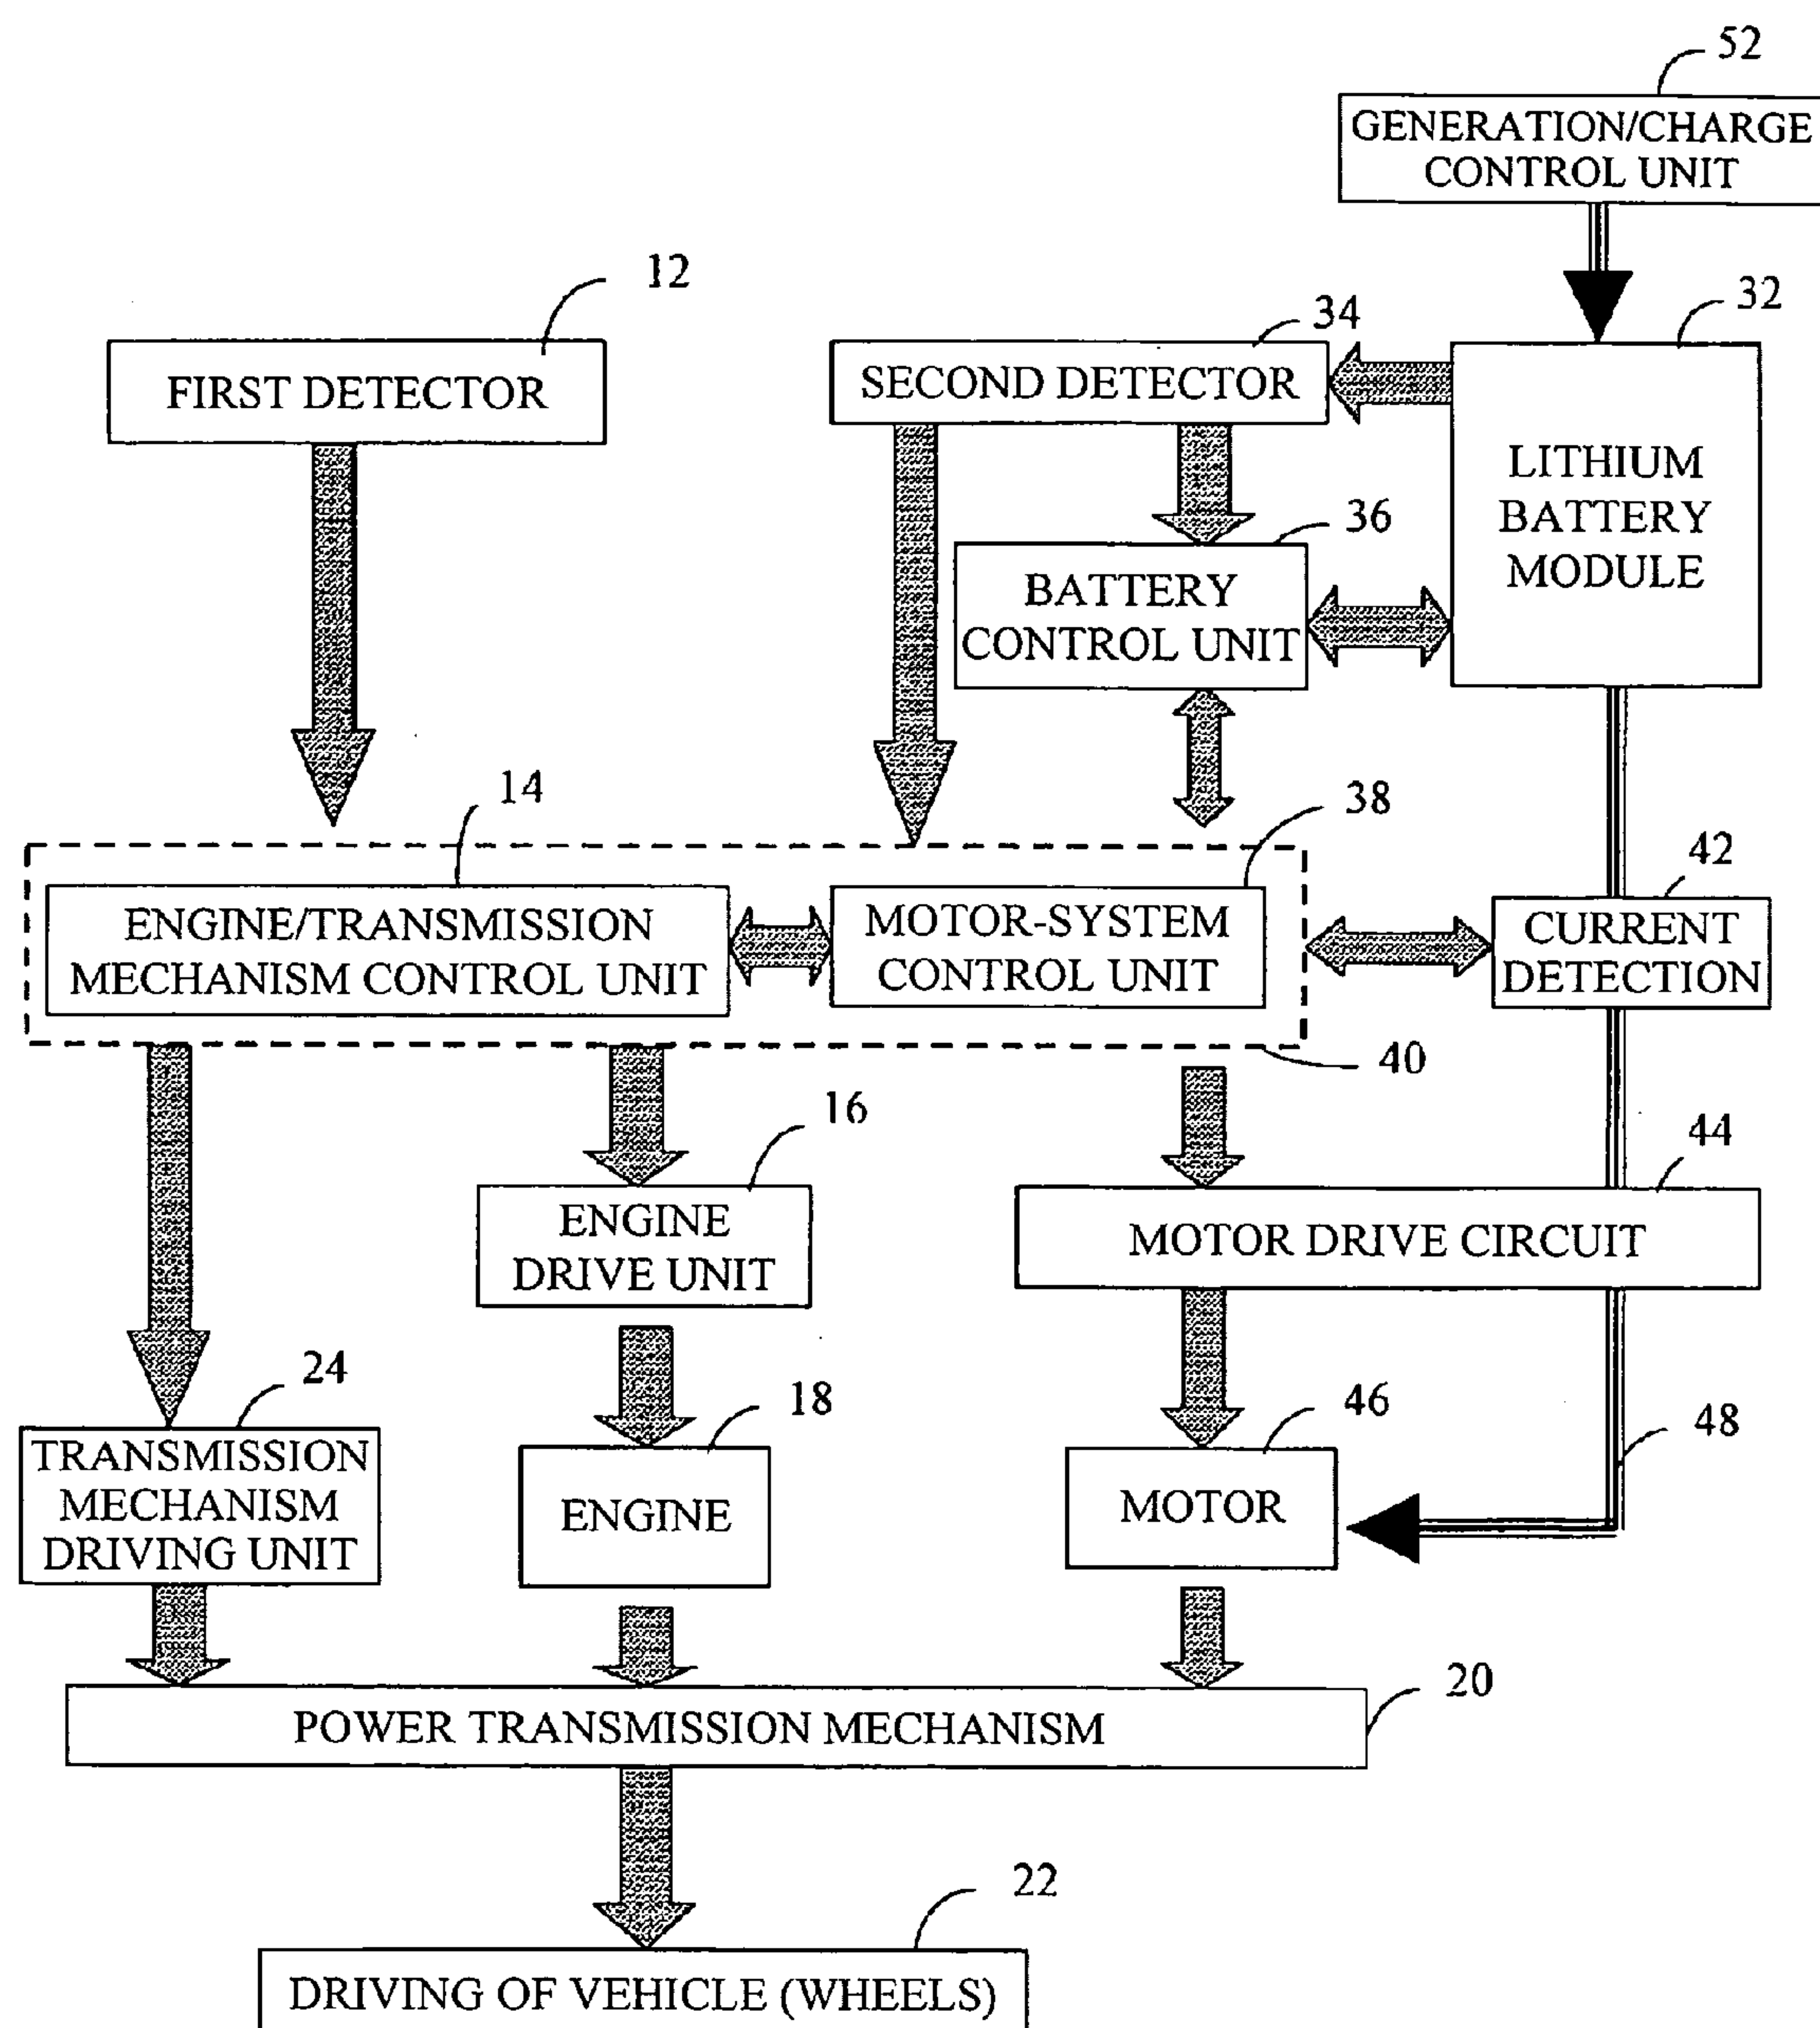 52
GENERATION/CHARGE
CONTROL UNIT
12
34
32
FIRST DETECTOR
SECOND DETECTOR
LITHIUM
BATTERY
MODULE
36
BATTERY
CONTROL UNIT
14
38
42
ENGINE/TRANSMISSION
MECHANISM CONTROL UNIT
MOTOR-SYSTEM
CONTROL UNIT
CURRENT
DETECTION
40
16
44
ENGINE
DRIVE UNIT
MOTOR DRIVE CIRCUIT
24
18
46
48
TRANSMISSION
MECHANISM
DRIVING UNIT
ENGINE
MOTOR
20
POWER TRANSMISSION MECHANISM
22
DRIVING OF VEHICLE (WHEELS)